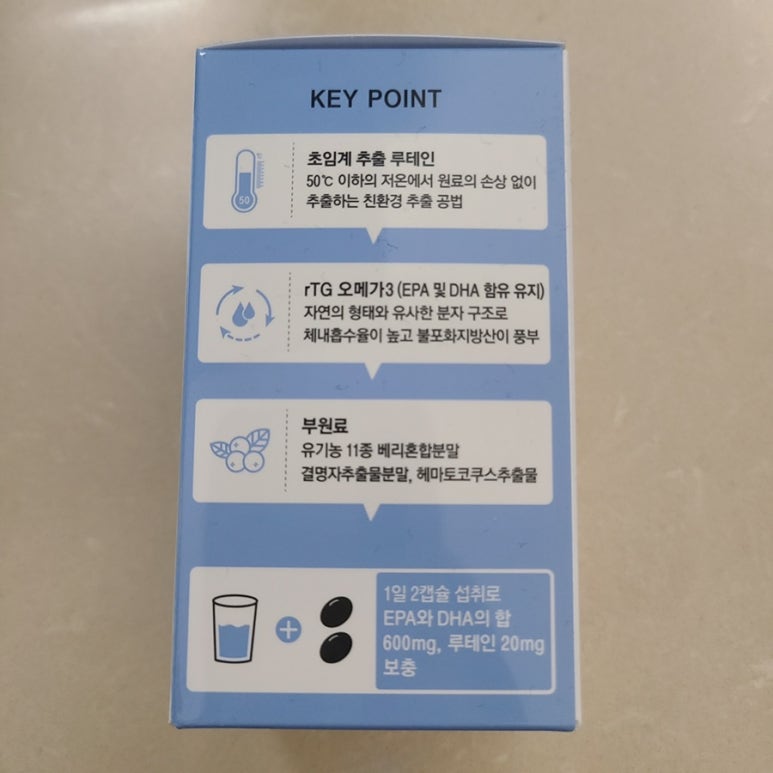 KEY POINT
50
초임계 추출 루테인
50℃ 이하의 저온에서 원료의 손상 없이
추출하는 친환경 추출 공법
rTG 오메가3 (EPA 및 DHA 함유 유지)
자연의 형태와 유사한 분자 구조로
체내흡수율이 높고 불포화지방산이 풍부
부원료
유기농 11종 베리혼합분말
결명자추출물분말, 헤마토코쿠스추출물
1일 2캡슐 섭취로
EPA와 DHA의 합
600mg, 루테인 20mg
보충